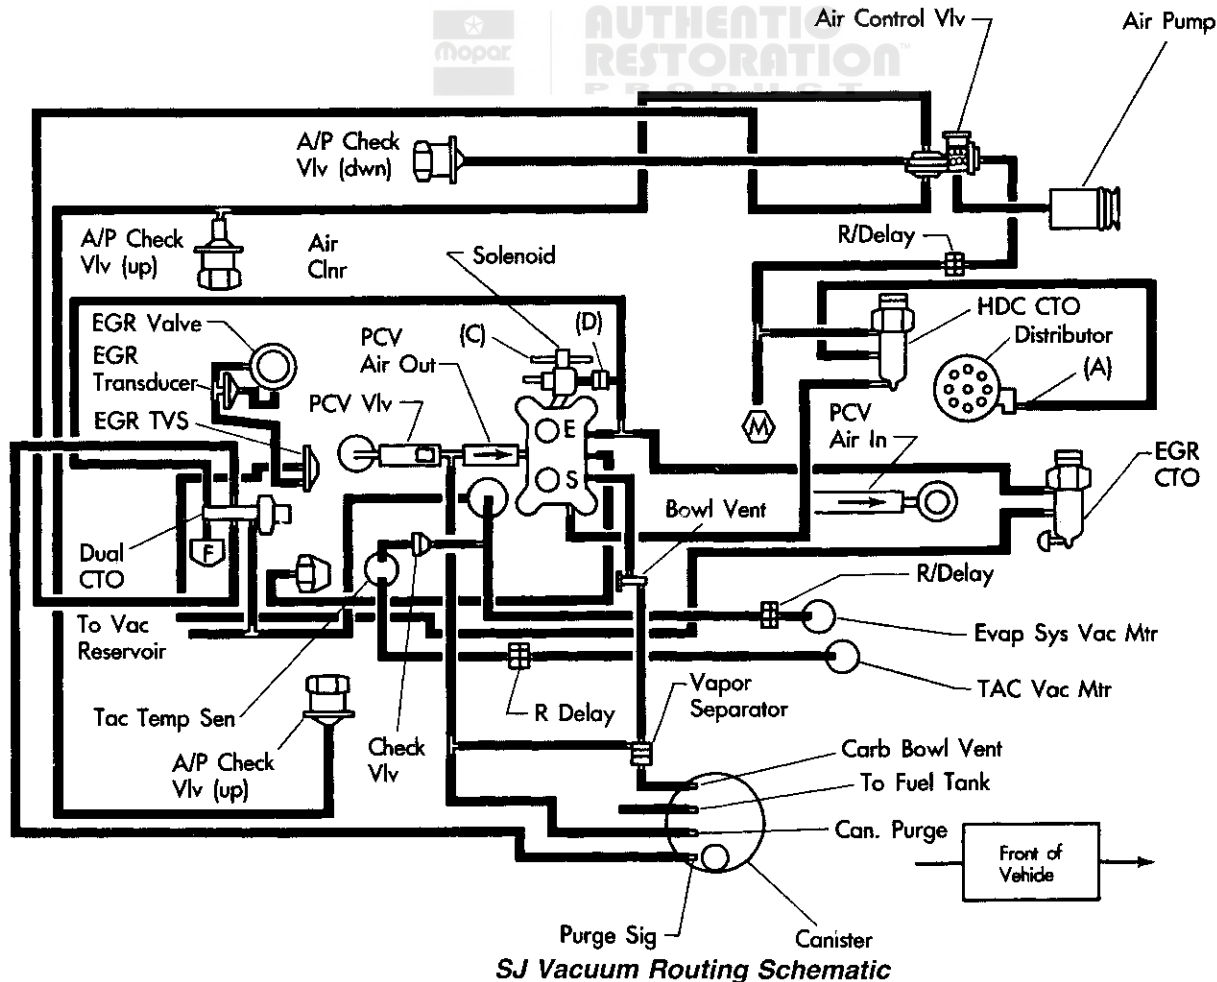 Mopar.
AUTHENTIC
RESTORATION™
PRODUCT
Air Control Vlv
Air Pump
A/P Check
Vlv (dwn)
A/P Check
Vlv (up)
Air
Clnr
Solenoid
R/Delay
EGR Valve
EGR
Transducer
EGR TVS
PCV
Air Out
(C)
(D)
HDC CTO
Distributor
(A)
PCV Vlv
E
S
M
PCV
Air In
EGR
CTO
Dual
CTO
F
Bowl Vent
R/Delay
To Vac
Reservoir
Evap Sys Vac Mtr
TAC Vac Mtr
Tac Temp Sen
R Delay
Vapor
Separator
A/P Check
Vlv (up)
Check
Vlv
Carb Bowl Vent
To Fuel Tank
Can. Purge
Front of
Vehicle
Purge Sig
Canister
SJ Vacuum Routing Schematic